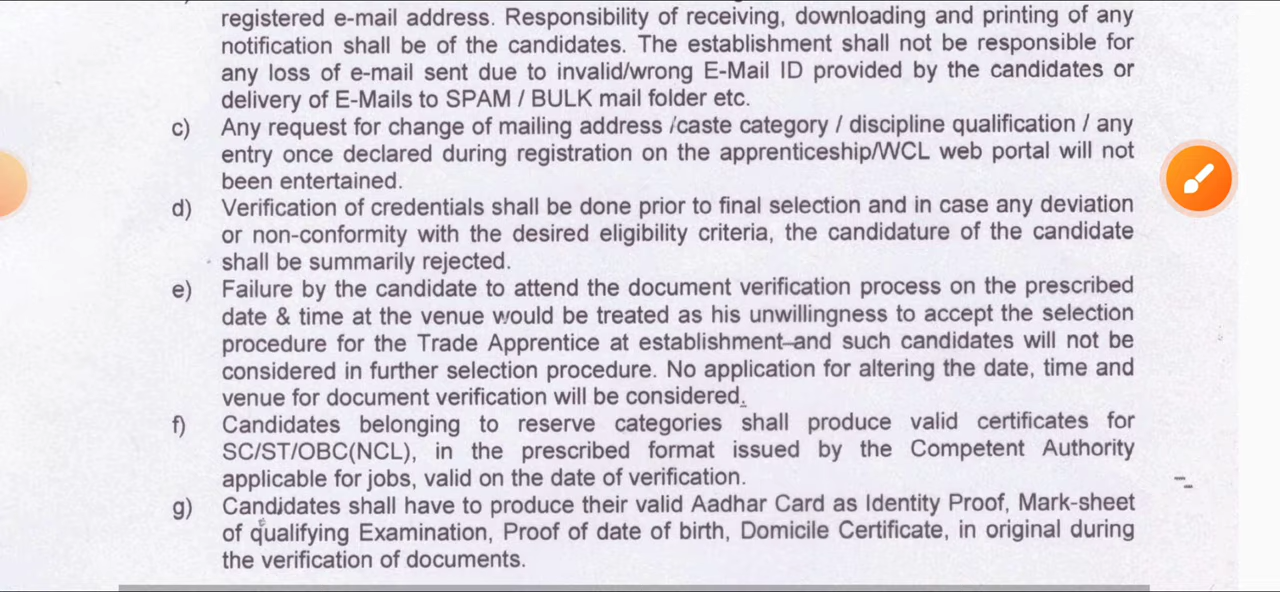 registered e-mail address. Responsibility of receiving, downloading and printing of any
notification shall be of the candidates. The establishment shall not be responsible for
any loss of e-mail sent due to invalid/wrong E-Mail ID provided by the candidates or
delivery of E-Mails to SPAM / BULK mail folder etc.
c) Any request for change of mailing address /caste category / discipline qualification / any
entry once declared during registration on the apprenticeship/WCL web portal will not
been entertained.
d) Verification of credentials shall be done prior to final selection and in case any deviation
or non-conformity with the desired eligibility criteria, the candidature of the candidate
shall be summarily rejected.
e) Failure by the candidate to attend the document verification process on the prescribed
date & time at the venue would be treated as his unwillingness to accept the selection
procedure for the Trade Apprentice at establishment-and such candidates will not be
considered in further selection procedure. No application for altering the date, time and
venue for document verification will be considered.
f) Candidates belonging to reserve categories shall produce valid certificates for
SC/ST/OBC(NCL), in the prescribed format issued by the Competent Authority
applicable for jobs, valid on the date of verification.
g) Candidates shall have to produce their valid Aadhar Card as Identity Proof, Mark-sheet
of qualifying Examination, Proof of date of birth, Domicile Certificate, in original during
the verification of documents.